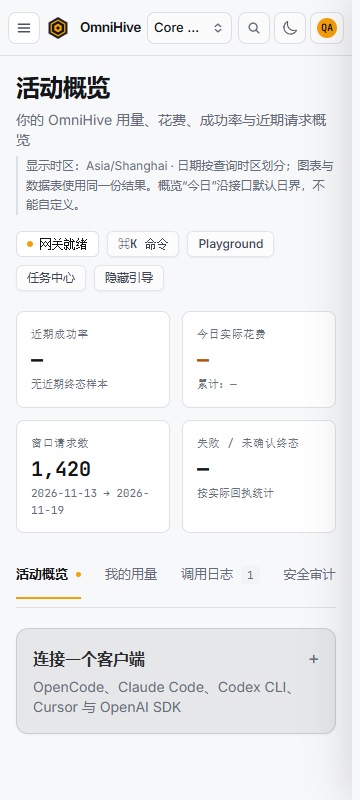 OmniHive
Core ...
QA
活动概览
你的 OmniHive 用量、花费、成功率与近期请求概
览
显示时区：Asia/Shanghai · 日期按查询时区划分；图表与
数据表使用同一份结果。概览“今日”沿接口默认日界，不
能自定义。
网关就绪
⌘K 命令
Playground
任务中心
隐藏引导
近期成功率
今日实际花费
—
—
无近期终态样本
累计：—
窗口请求数
失败 / 未确认终态
1,420
—
2026-11-13 → 2026-
11-19
按实际回执统计
活动概览
我的用量
调用日志 1
安全审计
连接一个客户端
+
OpenCode、Claude Code、Codex CLI、
Cursor 与 OpenAI SDK